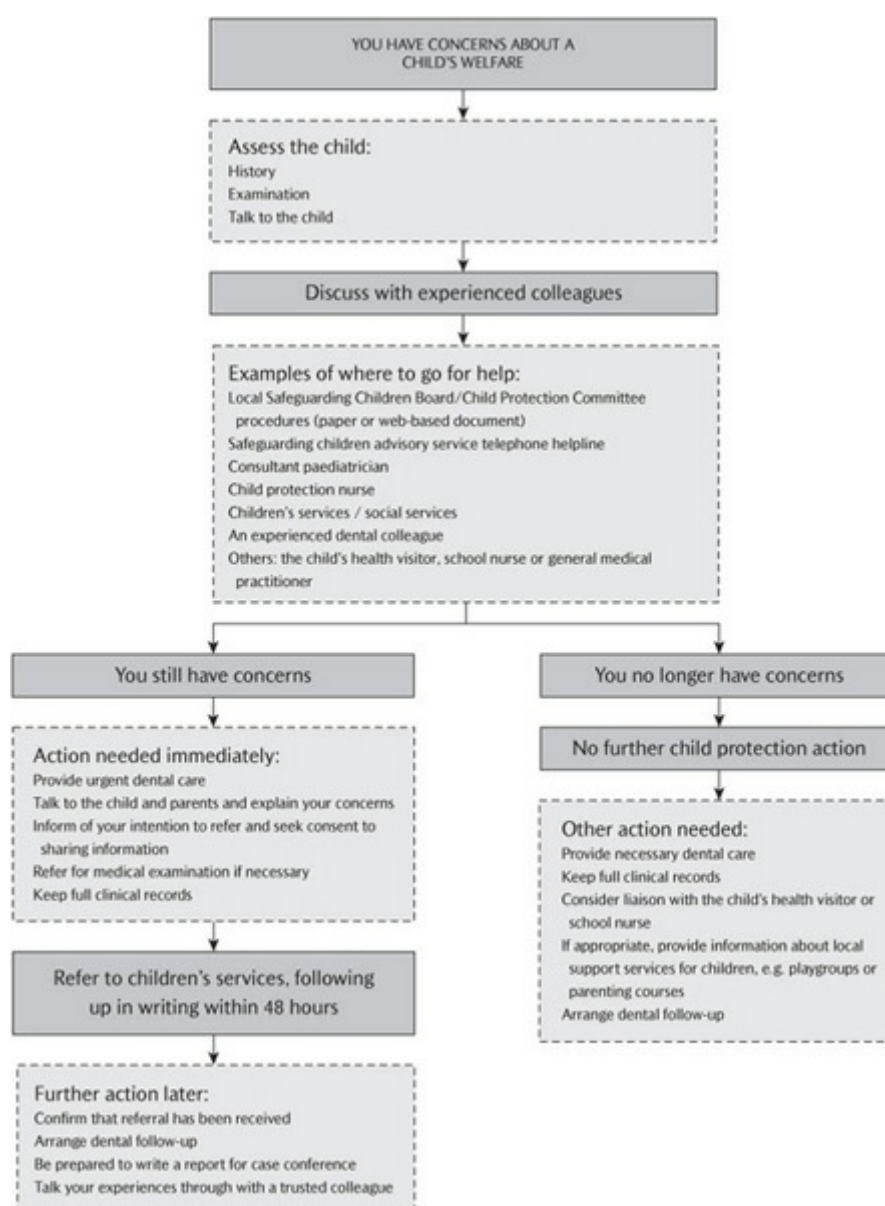 YOU HAVE CONCERNS ABOUT A
CHILD'S WELFARE
Assess the child:
History
Examination
Talk to the child
Discuss with experienced colleagues
Examples of where to go for help:
Local Safeguarding Children Board/Child Protection Committee
procedures (paper or web-based document)
Safeguarding children advisory service telephone helpline
Consultant paediatrician
Child protection nurse
Children's services / social services
An experienced dental colleague
Others: the child's health visitor, school nurse or general medical
practitioner
You still have concerns
Action needed immediately:
Provide urgent dental care
Talk to the child and parents and explain your concerns
Inform of your intention to refer and seek consent to
sharing information
Refer for medical examination if necessary
Keep full clinical records
Refer to children's services, following
up in writing within 48 hours
Further action later:
Confirm that referral has been received
Arrange dental follow-up
Be prepared to write a report for case conference
Talk your experiences through with a trusted colleague
You no longer have concerns
No further child protection action
Other action needed:
Provide necessary dental care
Keep full clinical records
Consider liaison with the child's health visitor or
school nurse
If appropriate, provide information about local
support services for children, e.g. playgroups or
parenting courses
Arrange dental follow-up